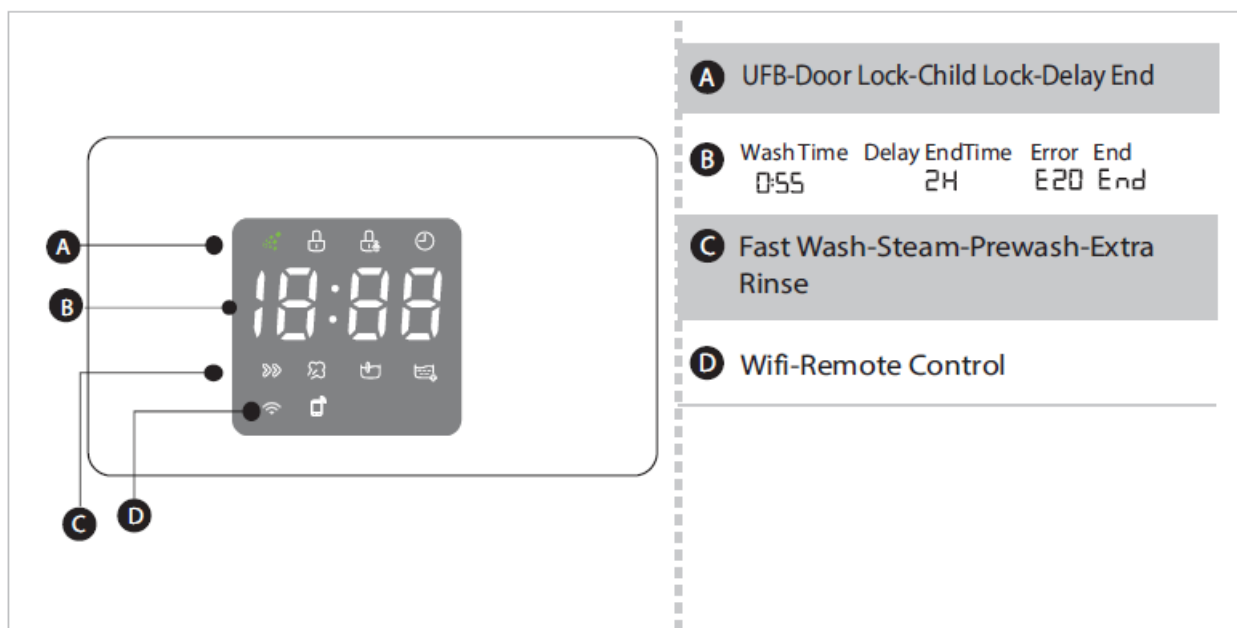 A UFB-Door Lock-Child Lock-Delay End
B Wash Time Delay EndTime Error End
0:55 2H E20 End
C Fast Wash-Steam-Prewash-Extra
Rinse
D Wifi-Remote Control
A
18:88
B
C
D